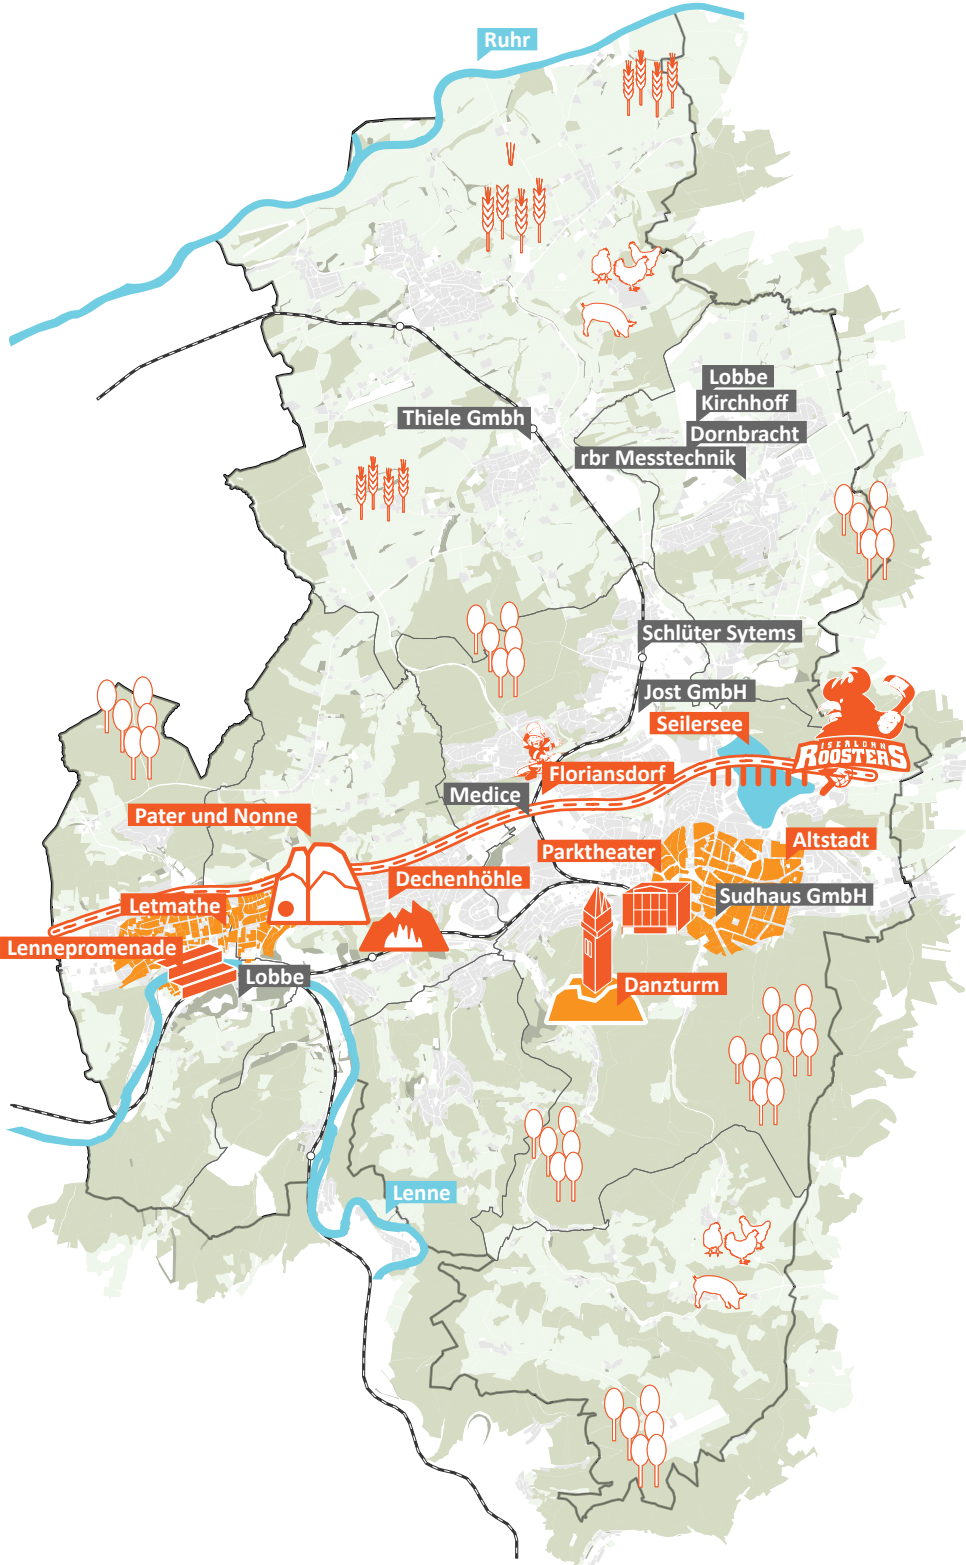 Ruhr
Lobbe
Kirchhoff
Thiele Gmbh
Dornbracht
rbr Messtechnik
Schlüter Sytems
Jost GmbH
Seilersee
ISERLOHN
ROOSTERS
Floriansdorf
Medice
Pater und Nonne
Altstadt
Parktheater
Dechenhöhle
Sudhaus GmbH
Letmathe
Lennepromenade
Lobbe
Danzturm
Lenne